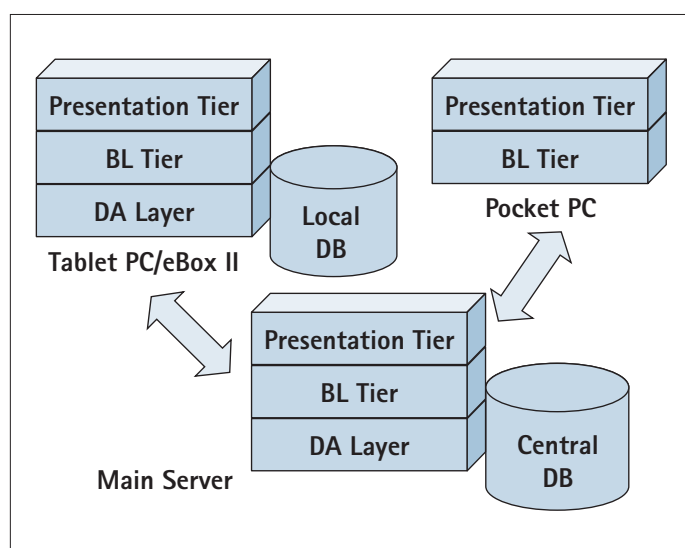 Presentation Tier
BL Tier
DA Layer
Local
DB
Tablet PC/eBox II
Presentation Tier
BL Tier
Pocket PC
Presentation Tier
BL Tier
DA Layer
Central
DB
Main Server